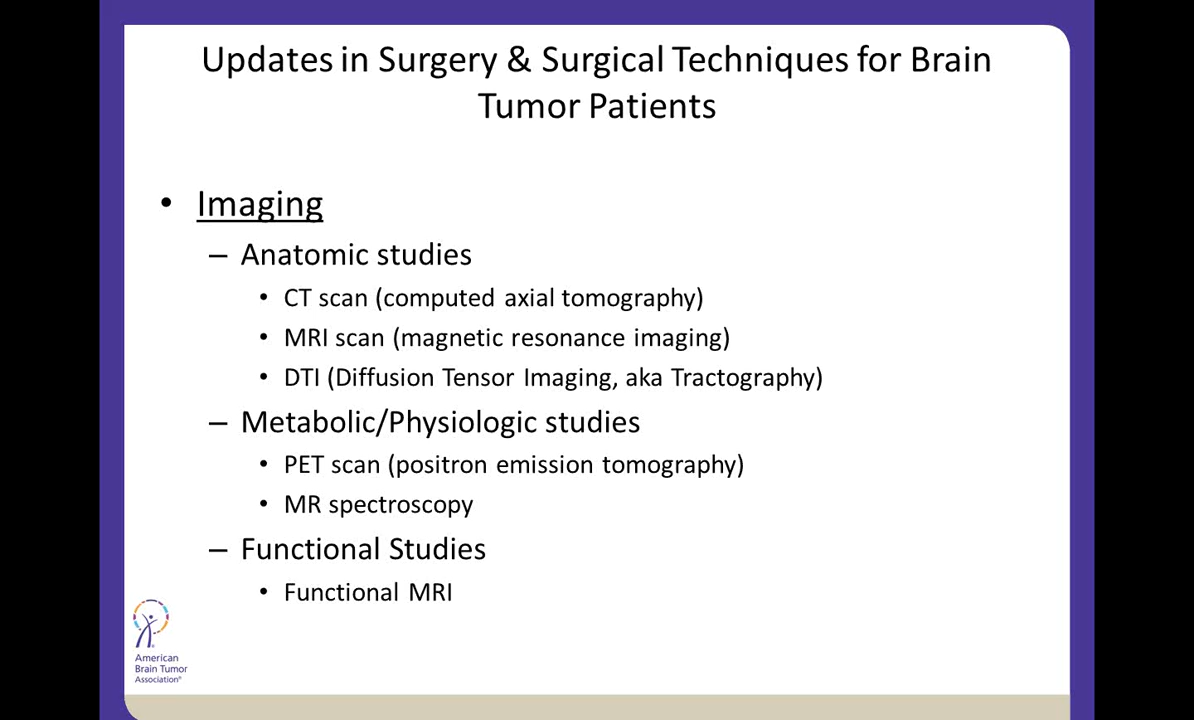 Updates in Surgery & Surgical Techniques for Brain
Tumor Patients
• Imaging
– Anatomic studies
• CT scan (computed axial tomography)
• MRI scan (magnetic resonance imaging)
• DTI (Diffusion Tensor Imaging, aka Tractography)
– Metabolic/Physiologic studies
• PET scan (positron emission tomography)
• MR spectroscopy
– Functional Studies
• Functional MRI
American
Brain Tumor
Association®